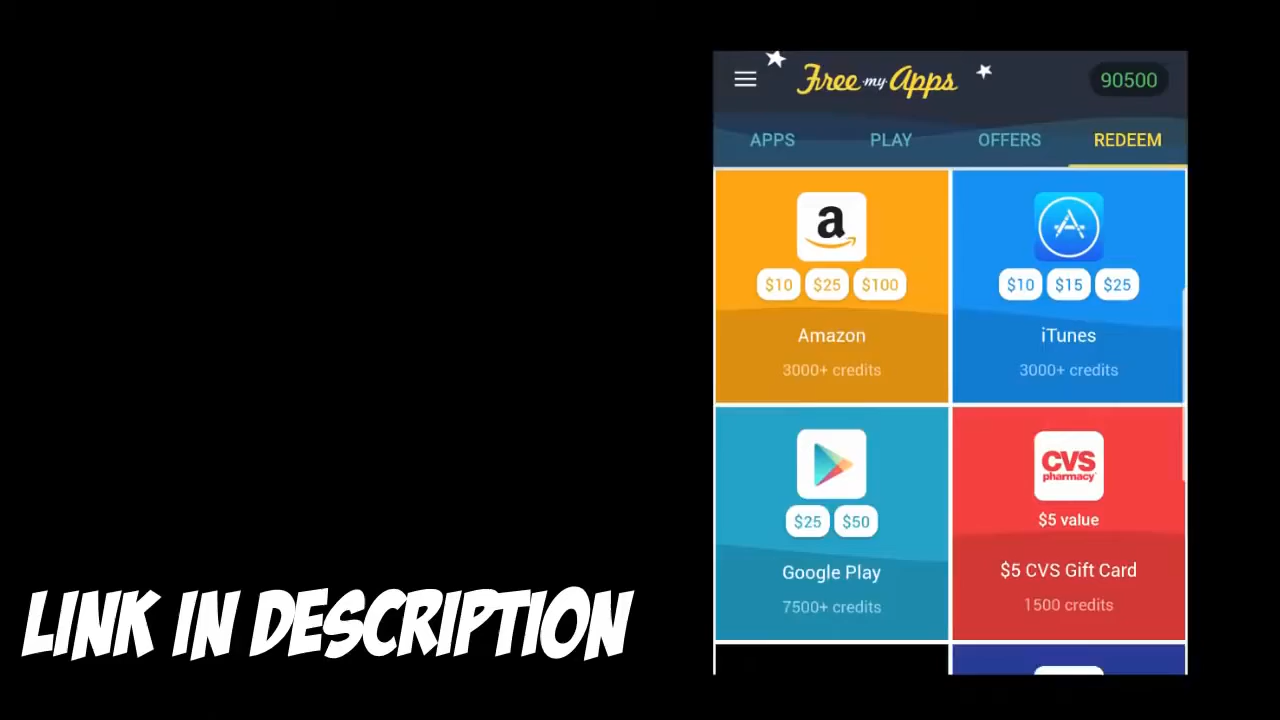 Free my Apps
90500
APPS PLAY OFFERS REDEEM
a
$10 $25 $100
Amazon
3000+ credits
$10 $15 $25
iTunes
3000+ credits
$25 $50
Google Play
7500+ credits
CVS
pharmacy
$5 value
$5 CVS Gift Card
1500 credits
LINK IN DESCRIPTION